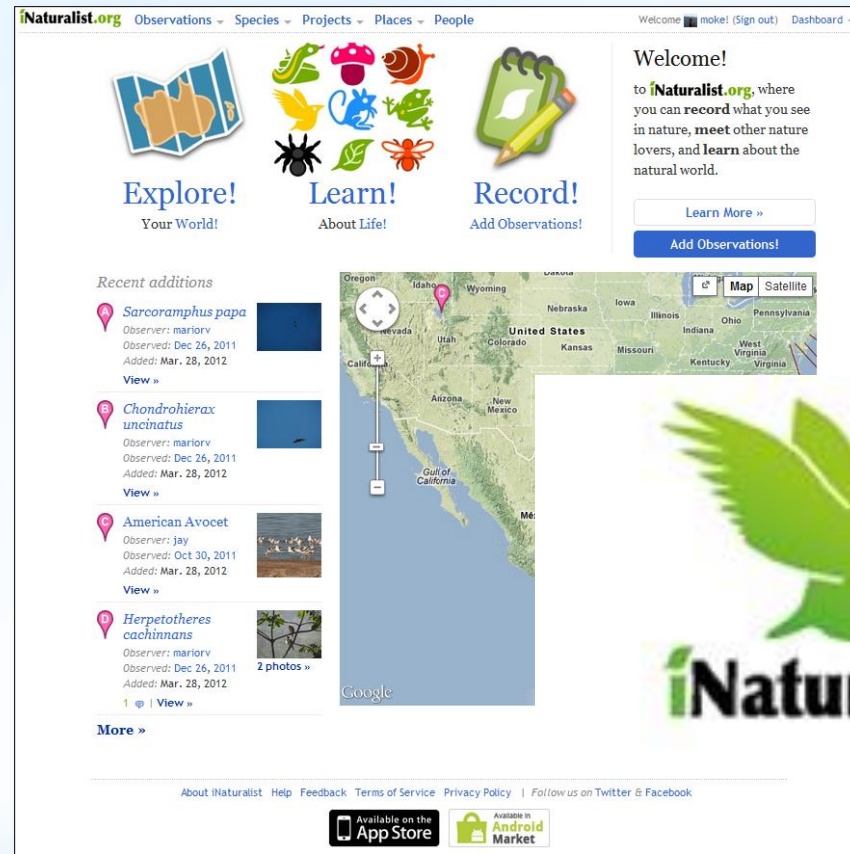 iNaturalist.org Observations Species Projects Places People
Welcome moke! (Sign out) Dashboard
Explore!
Your World!
Learn!
About Life!
Record!
Add Observations!
Welcome!
to iNaturalist.org, where
you can record what you see
in nature, meet other nature
lovers, and learn about the
natural world.
Learn More »
Add Observations!
Recent additions
A
Sarcoramphus papa
Observer: mariorv
Observed: Dec 26, 2011
Added: Mar. 28, 2012
View »
B
Chondrohierax
uncinatus
Observer: mariorv
Observed: Dec 26, 2011
Added: Mar. 28, 2012
View »
C
American Avocet
Observer: jay
Observed: Oct 30, 2011
Added: Mar. 28, 2012
View »
D
Herpetotheres
cachinnans
Observer: mariorv
Observed: Dec 26, 2011
Added: Mar. 28, 2012
2 photos »
1 | View »
More »
Oregon
Idaho
Wyoming
Dakota
C
Map Satellite
Nebraska
Iowa
Illinois
Indiana
Ohio
Pennsylvania
Nevada
Utah
United States
Colorado
Kansas
Missouri
West
Virginia
Kentucky
Virginia
Arizona
New
Mexico
Gulf of
California
Google
iNatu
About iNaturalist Help Feedback Terms of Service Privacy Policy | Follow us on Twitter & Facebook
Available on the
App Store
Available in
Android
Market